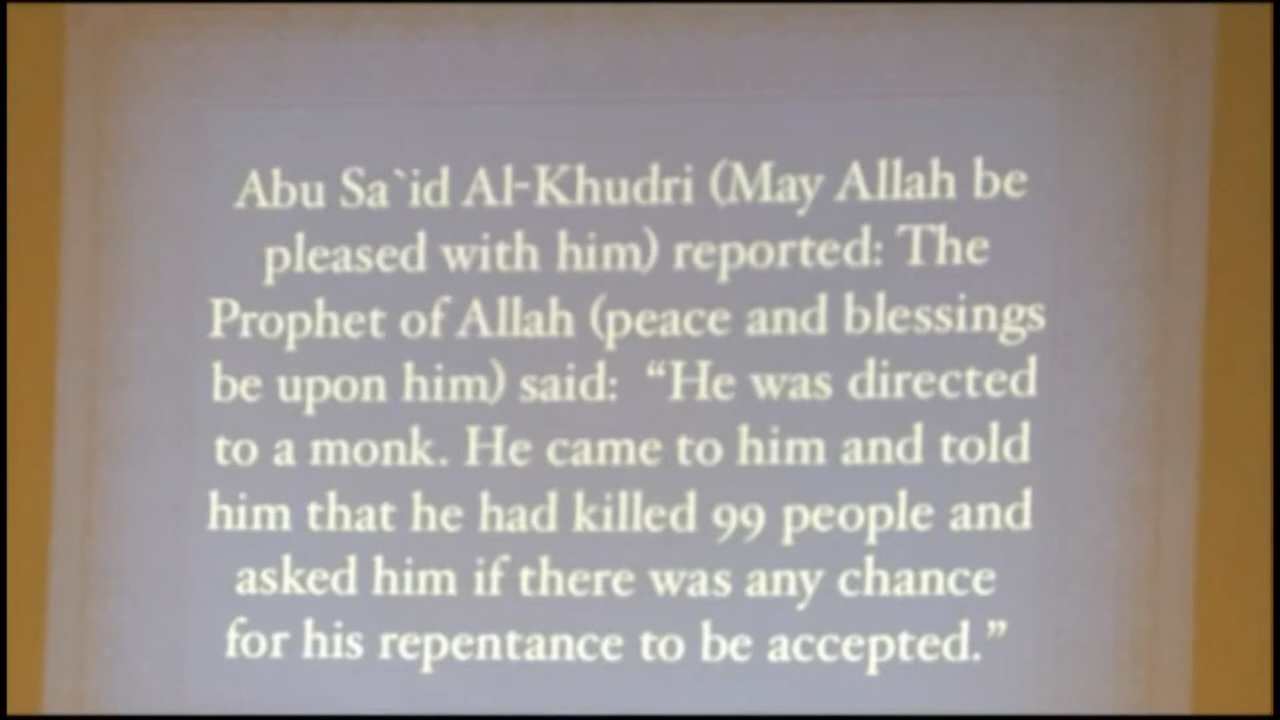 Abu Sa`id Al-Khudri (May Allah be
pleased with him) reported: The
Prophet of Allah (peace and blessings
be upon him) said:  “He was directed
to a monk. He came to him and told
him that he had killed 99 people and
asked him if there was any chance
for his repentance to be accepted.”